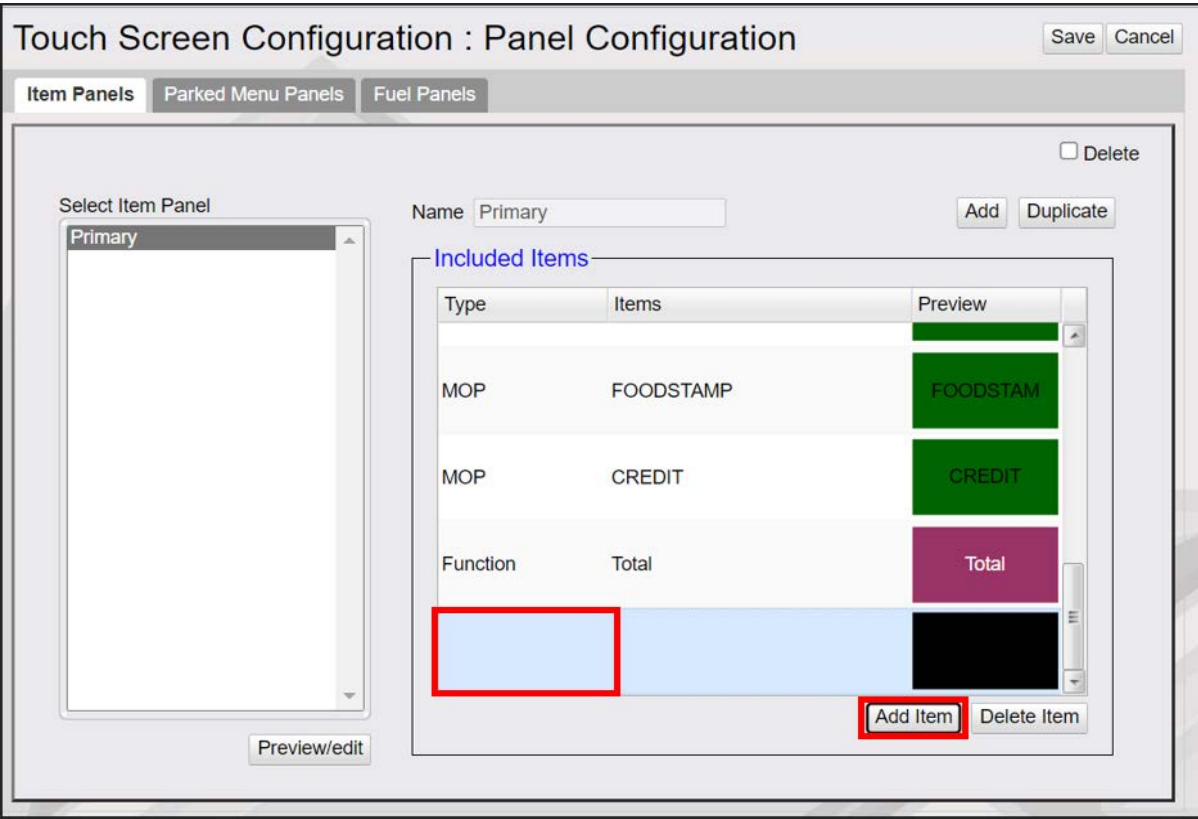 Touch Screen Configuration : Panel Configuration
Save Cancel
Item Panels Parked Menu Panels Fuel Panels
Delete
Select Item Panel
Primary
Name Primary
Add Duplicate
Included Items
Type Items Preview
MOP FOODSTAMP FOODSTAM
MOP CREDIT CREDIT
Function Total Total
Add Item Delete Item
Preview/edit